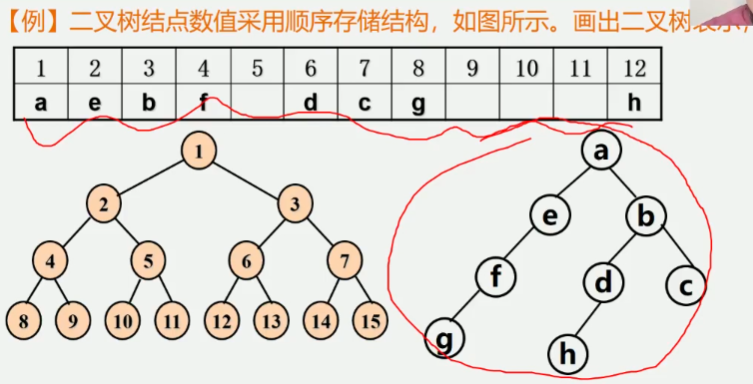 【例】二叉树结点数值采用顺序存储结构，如图所示。画出二叉树表示，
1 2 3 4 5 6 7 8 9 10 11 12
a e b f d c g h
1 a
2 3 e b
4 5 6 7 f d c
8 9 10 11 12 13 14 15 g h